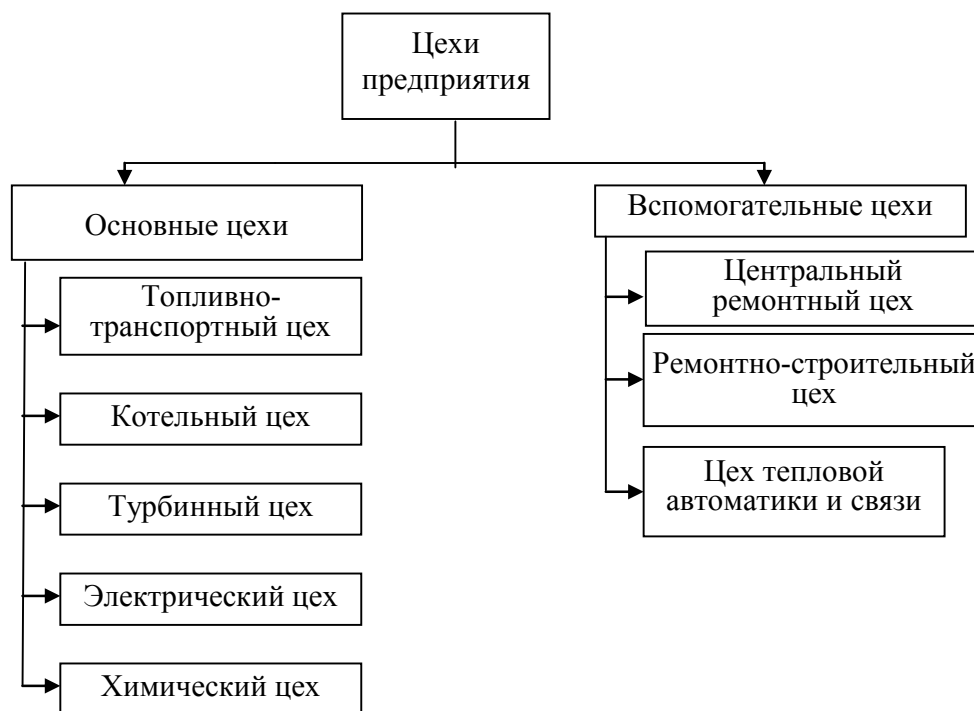 Цехи
предприятия
Основные цехи
Топливно-
транспортный цех
Котельный цех
Турбинный цех
Электрический цех
Химический цех
Вспомогательные цехи
Центральный
ремонтный цех
Ремонтно-строительный
цех
Цех тепловой
автоматики и связи